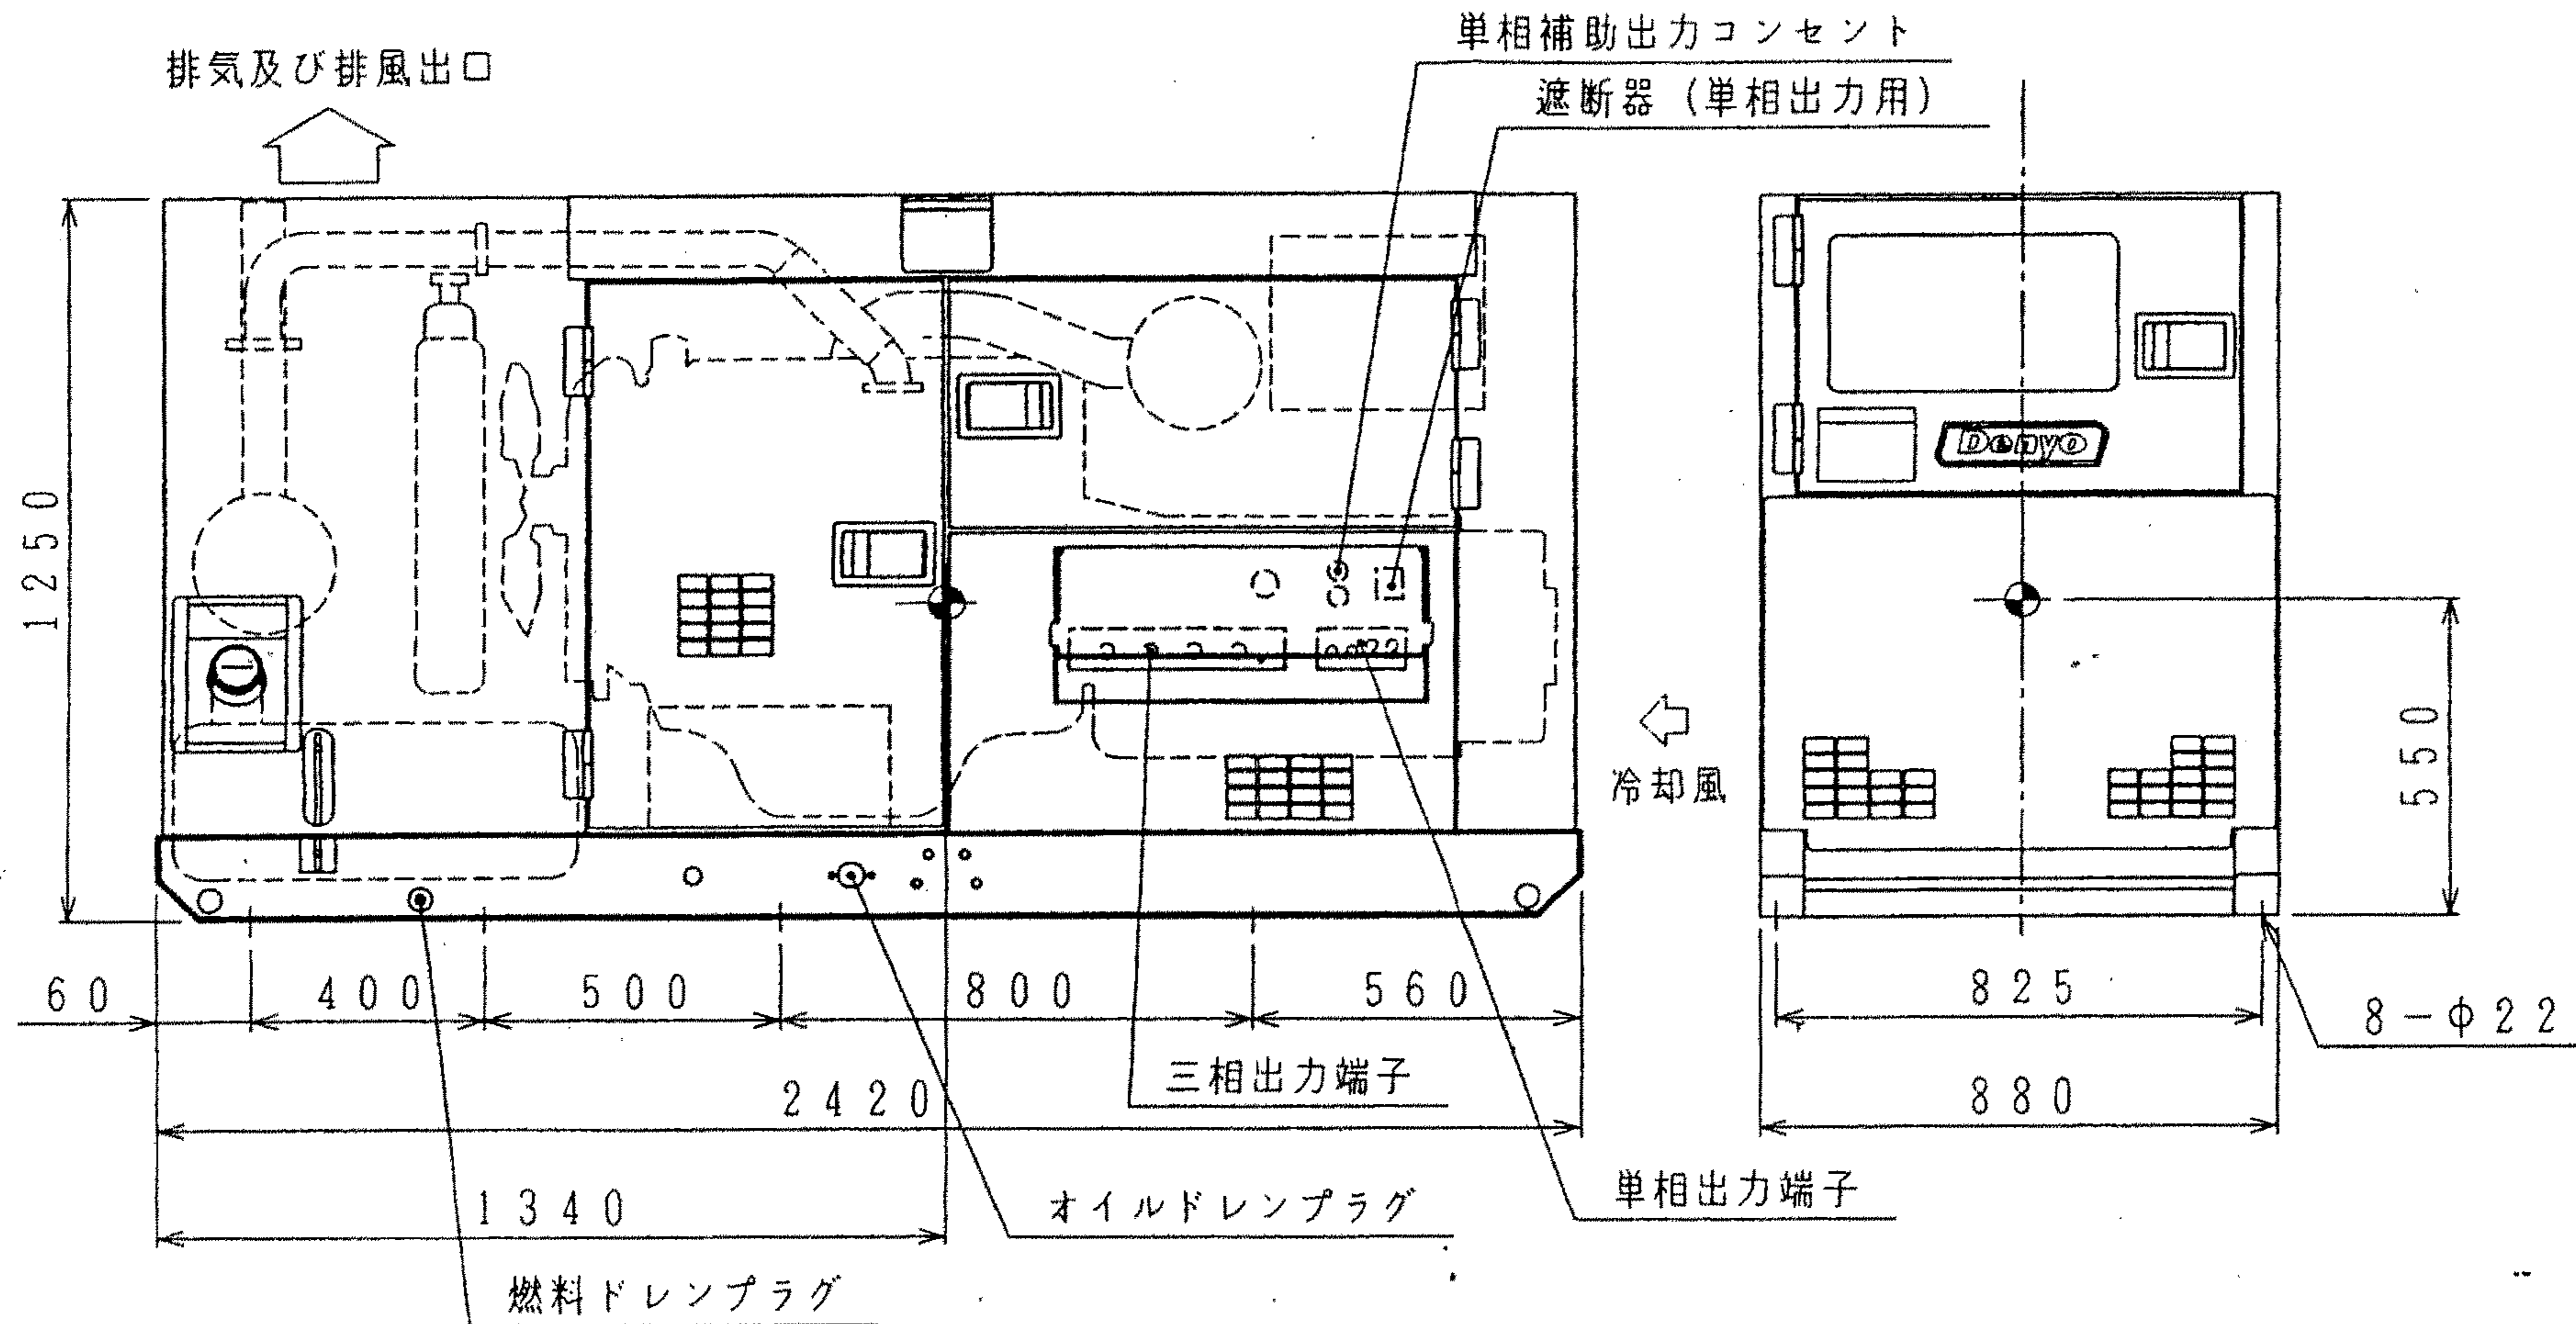 単相補助出力コンセント
排気及び排風出口
遮断器(単相出力用)
Denyo
1250
550
冷却風
60
400
500
800
560
825
8-φ22
三相出力端子
2420
880
単相出力端子
1340
オイルドレンプラグ
燃料ドレンプラグ